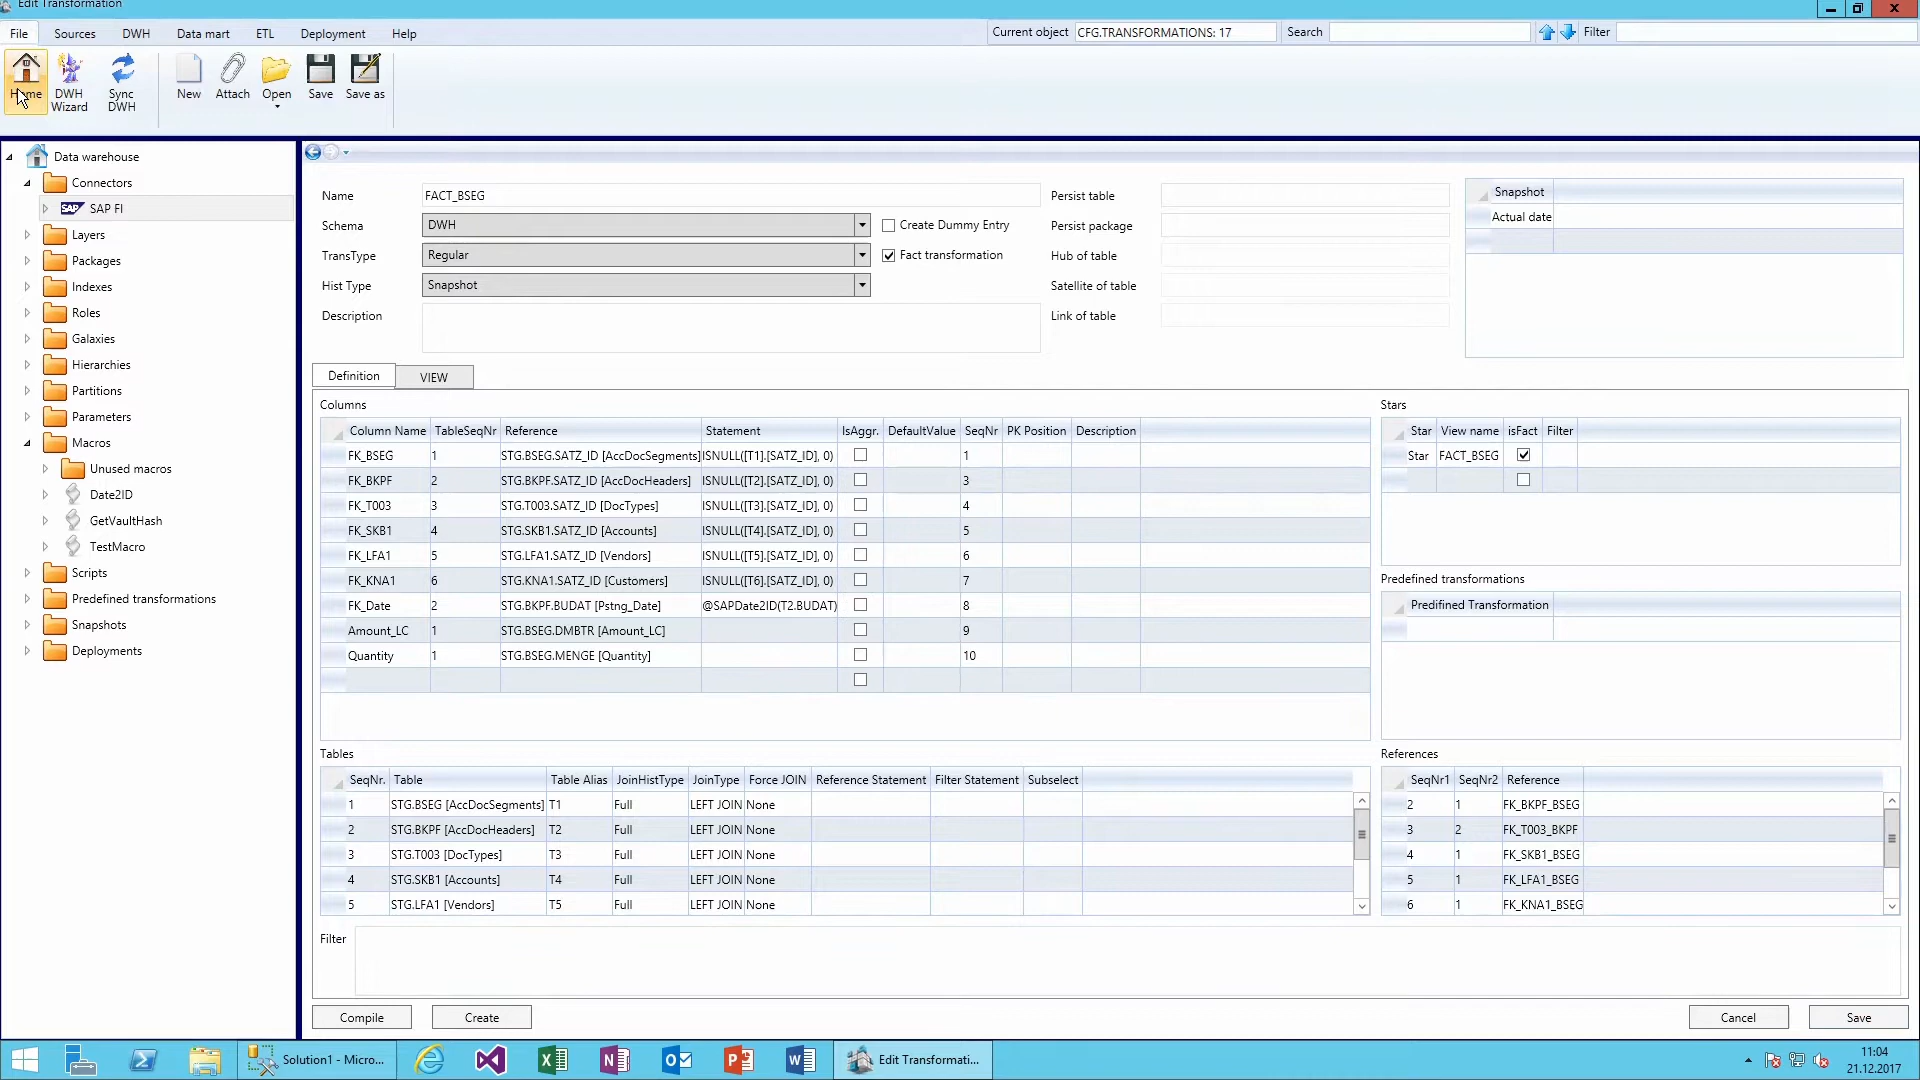 Edit Transformation
File Sources DWH Data mart ETL Deployment Help
Current object CFG.TRANSFORMATIONS: 17 Search Filter
Home DWH Wizard Sync DWH New Attach Open Save Save as
Data warehouse
Connectors
SAP SAP FI
Layers
Packages
Indexes
Roles
Galaxies
Hierarchies
Partitions
Parameters
Macros
Unused macros
Date2ID
GetVaultHash
TestMacro
Scripts
Predefined transformations
Snapshots
Deployments
Name FACT_BSEG
Schema DWH Create Dummy Entry
TransType Regular Fact transformation
Hist Type Snapshot
Description
Persist table
Persist package
Hub of table
Satellite of table
Link of table
Snapshot
Actual date
Definition VIEW
Columns
Column Name TableSeqNr Reference Statement IsAggr. DefaultValue SeqNr PK Position Description
FK_BSEG 1 STG.BSEG.SATZ_ID [AccDocSegments] ISNULL([T1].[SATZ_ID], 0) 1
FK_BKPF 2 STG.BKPF.SATZ_ID [AccDocHeaders] ISNULL([T2].[SATZ_ID], 0) 3
FK_T003 3 STG.T003.SATZ_ID [DocTypes] ISNULL([T3].[SATZ_ID], 0) 4
FK_SKB1 4 STG.SKB1.SATZ_ID [Accounts] ISNULL([T4].[SATZ_ID], 0) 5
FK_LFA1 5 STG.LFA1.SATZ_ID [Vendors] ISNULL([T5].[SATZ_ID], 0) 6
FK_KNA1 6 STG.KNA1.SATZ_ID [Customers] ISNULL([T6].[SATZ_ID], 0) 7
FK_Date 2 STG.BKPF.BUDAT [Pstng_Date] @SAPDate2ID(T2.BUDAT) 8
Amount_LC 1 STG.BSEG.DMBTR [Amount_LC] 9
Quantity 1 STG.BSEG.MENGE [Quantity] 10
Stars
Star View name isFact Filter
Star FACT_BSEG
Predefined transformations
Predifined Transformation
Tables
SeqNr. Table Table Alias JoinHistType JoinType Force JOIN Reference Statement Filter Statement Subselect
1 STG.BSEG [AccDocSegments] T1 Full LEFT JOIN None
2 STG.BKPF [AccDocHeaders] T2 Full LEFT JOIN None
3 STG.T003 [DocTypes] T3 Full LEFT JOIN None
4 STG.SKB1 [Accounts] T4 Full LEFT JOIN None
5 STG.LFA1 [Vendors] T5 Full LEFT JOIN None
References
SeqNr1 SeqNr2 Reference
2 1 FK_BKPF_BSEG
3 2 FK_T003_BKPF
4 1 FK_SKB1_BSEG
5 1 FK_LFA1_BSEG
6 1 FK_KNA1_BSEG
Filter
Compile Create Cancel Save
Solution1 - Micro... Edit Transformati...
11:04
21.12.2017